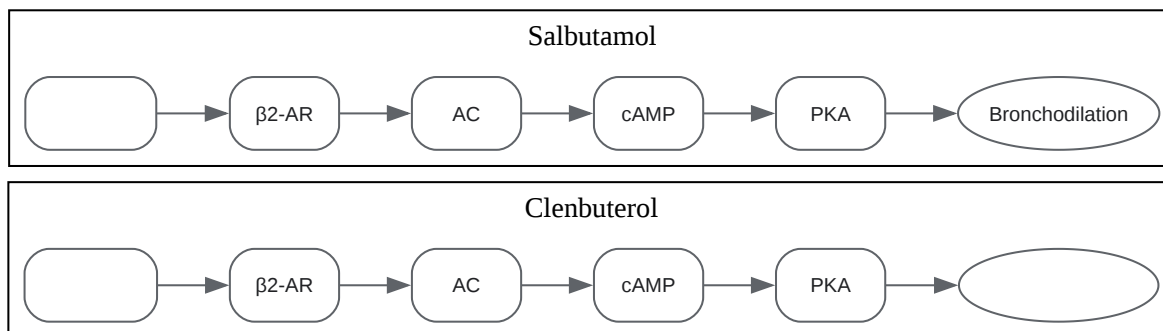 Salbutamol
β2-AR
AC
cAMP
PKA
Bronchodilation
Clenbuterol
β2-AR
AC
cAMP
PKA